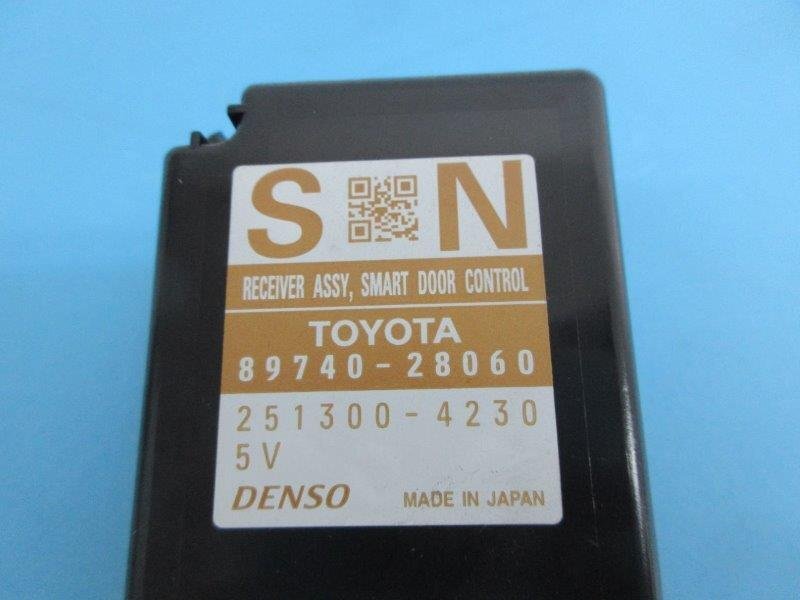 S N
RECEIVER ASSY, SMART DOOR CONTROL
TOYOTA
89740-28060
251300-4230
5V
DENSO MADE IN JAPAN